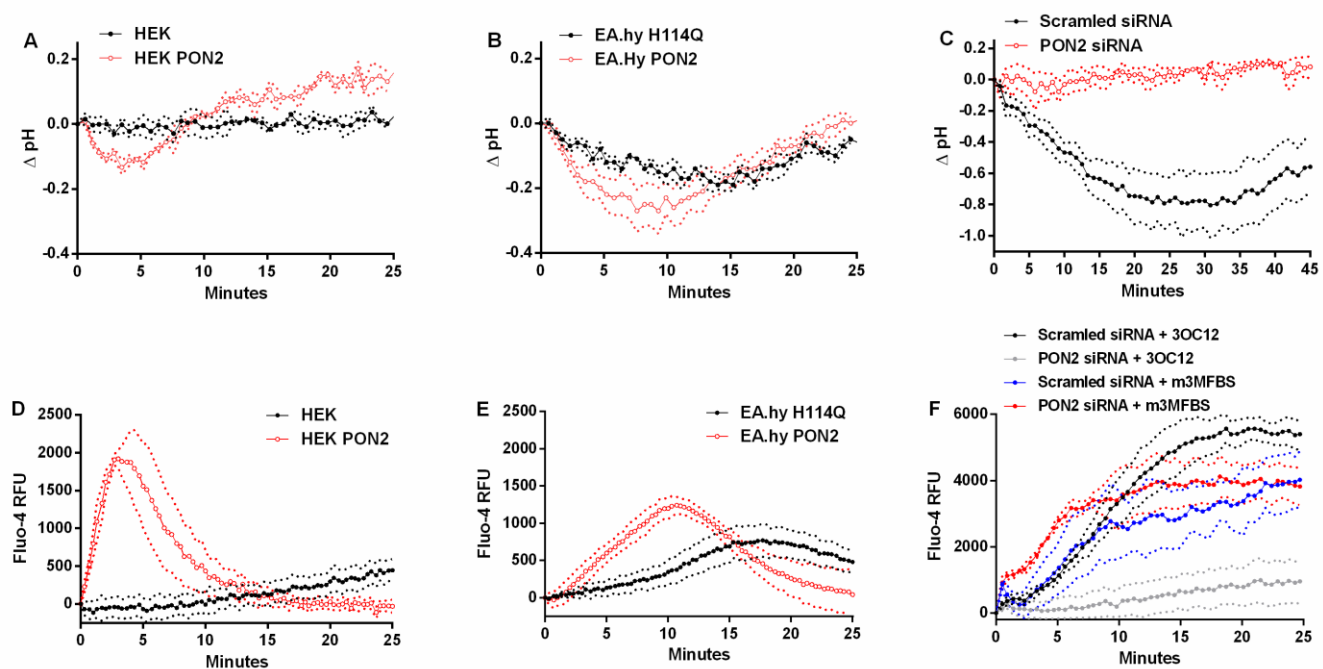 A
HEK
HEK PON2
0.2
0.0
-0.2
-0.4
Δ pH
0 5 10 15 20 25
Minutes
B
EA.hy H114Q
EA.Hy PON2
0.2
0.0
-0.2
-0.4
Δ pH
0 5 10 15 20 25
Minutes
C
Scramled siRNA
PON2 siRNA
0.2
0.0
-0.2
-0.4
-0.6
-0.8
-1.0
Δ pH
0 5 10 15 20 25 30 35 40 45
Minutes
D
HEK
HEK PON2
2500
2000
1500
1000
500
0
Fluo-4 RFU
0 5 10 15 20 25
Minutes
E
EA.hy H114Q
EA.hy PON2
2500
2000
1500
1000
500
0
Fluo-4 RFU
0 5 10 15 20 25
Minutes
Scramled siRNA + 3OC12
PON2 siRNA + 3OC12
Scramled siRNA + m3MFBS
PON2 siRNA + m3MFBS
F
6000
4000
2000
0
Fluo-4 RFU
0 5 10 15 20 25
Minutes